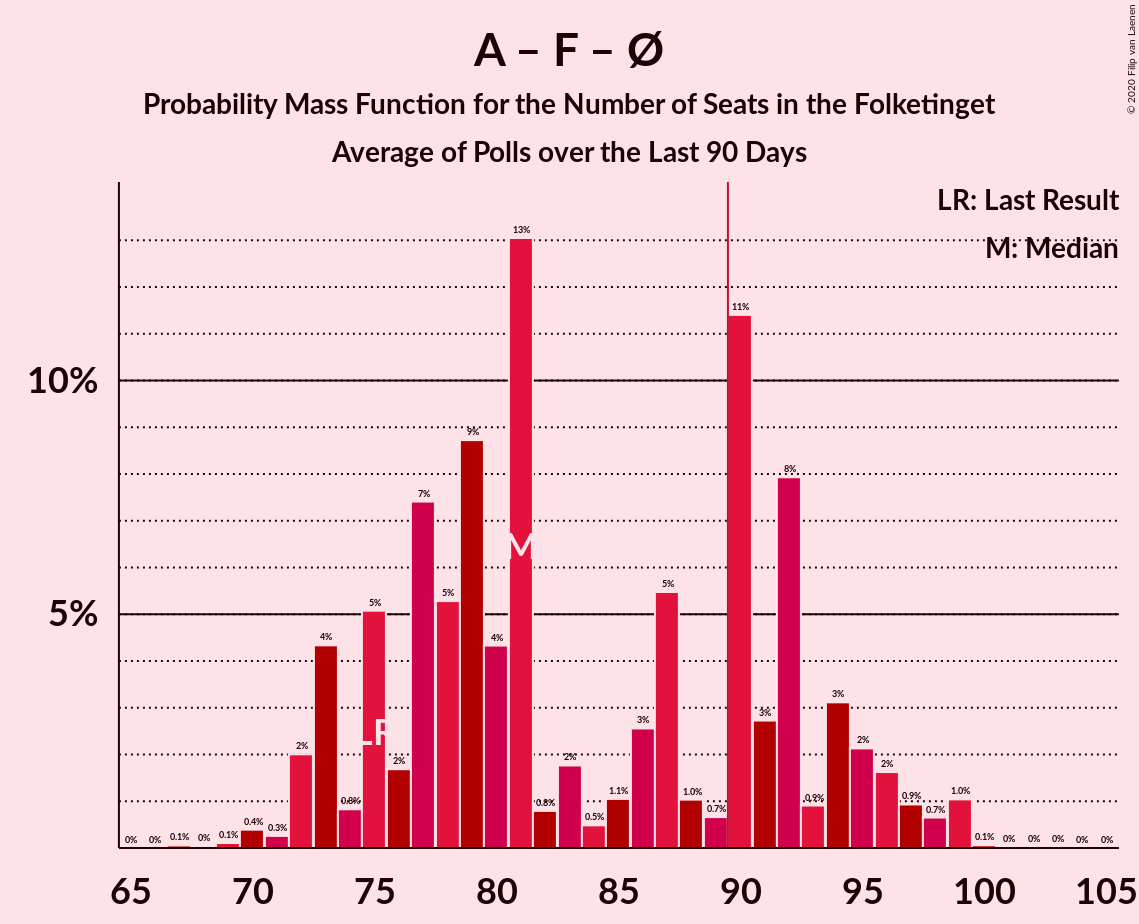 A – F – Ø
Probability Mass Function for the Number of Seats in the Folketinget
Average of Polls over the Last 90 Days
© 2020 Filip van Laenen
LR: Last Result
M: Median
10%
5%
0% 0% 0.1% 0% 0.1% 0.4% 0.3% 2% 4% 0.8% 5% 2% 7% 5% 9% 4% 13% 0.8% 2% 0.5% 1.1% 3% 5% 1.0% 0.7% 11% 3% 8% 0.9% 3% 2% 2% 0.9% 0.7% 1.0% 0.1% 0% 0% 0% 0% 0%
LR
M
65 70 75 80 85 90 95 100 105